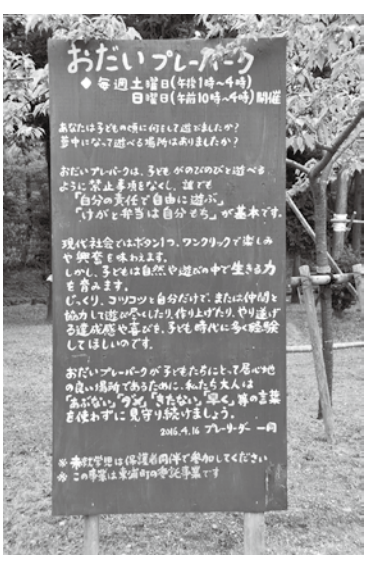 おだい プレーパーク
◆ 毎週土曜日(午後1時〜4時)
日曜日(午前10時〜4時)開催
あなたは子どもの頃に何をして遊びましたか?
夢中になって遊べる場所はありましたか?
おだいプレーパークは、子どもがのびのびと遊べる
ように禁止事項をなくし、誰でも
「自分の責任で自由に遊ぶ」
「けがと弁当は自分もち」が基本です。
現代社会ではボタン1つ、ワンクリックで楽しみ
や興奮を味わえます。
しかし、子どもは自然や遊びの中で生きる力
を育みます。
じっくり、コツコツと自分だけで、または仲間と
協力して遊び尽くしたり、作り上げたり、やり遂げ
る達成感や喜びを、子ども時代に多く経験
してほしいのです。
おだいプレーパークが子どもたちにとって居心地
の良い場所であるために、私たち大人は
「あぶない」「ダメ」「きたない」「早く」等の言葉
を使わずに見守り続けましょう。
2016.4.16 プレーリーダー 一同
※ 未就学児は保護者同伴で参加してください
※ この事業は東浦町の委託事業です